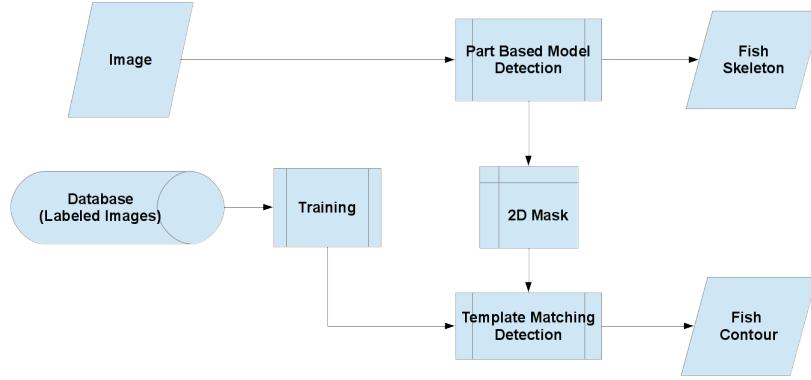 Image
Part Based Model
Detection
Fish
Skeleton
Database
(Labeled Images)
Training
2D Mask
Template Matching
Detection
Fish
Contour